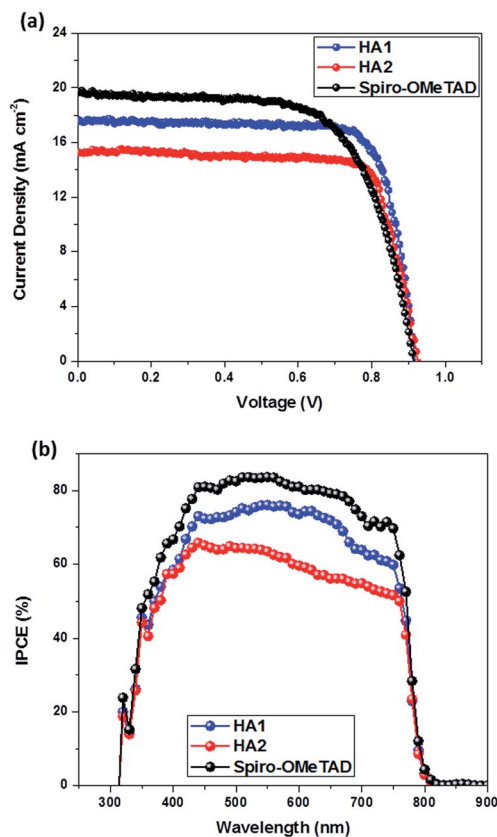 (a)
24
20
16
12
8
4
0
Current Density (mA cm⁻²)
HA1
HA2
Spiro-OMeTAD
0.0 0.2 0.4 0.6 0.8 1.0
Voltage (V)
(b)
80
60
40
20
0
IPCE (%)
HA1
HA2
Spiro-OMeTAD
300 400 500 600 700 800 900
Wavelength (nm)